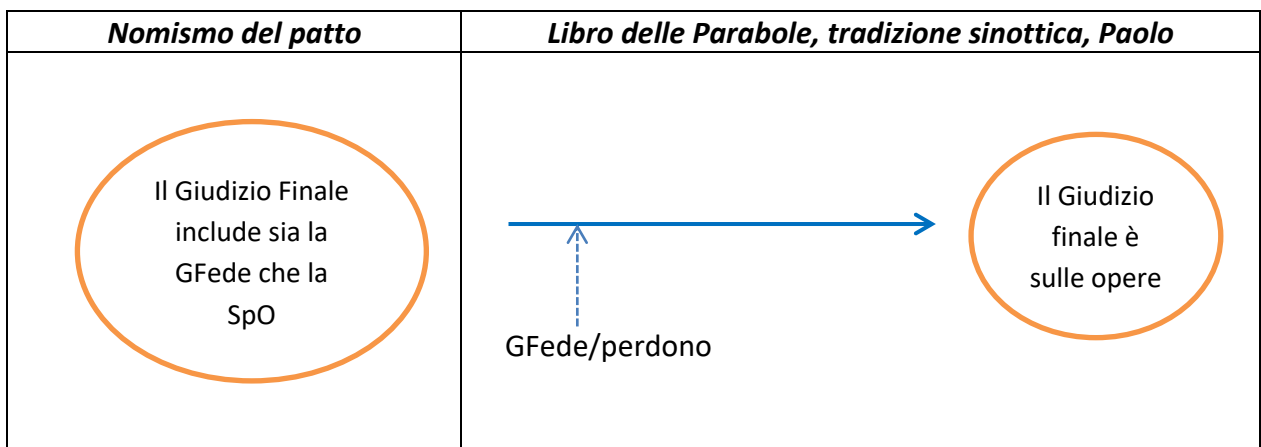 Nomismo del patto
Libro delle Parabole, tradizione sinottica, Paolo
Il Giudizio Finale
include sia la
GFede che la
SpO
GFede/perdono
Il Giudizio
finale è
sulle opere